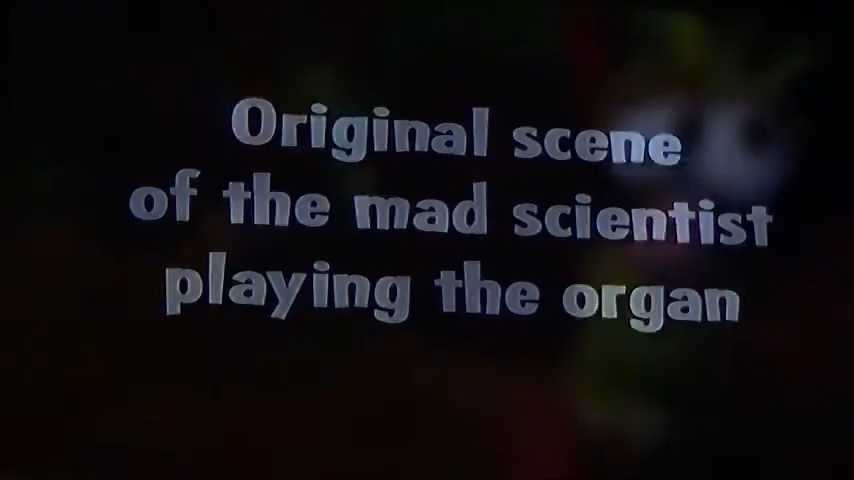 Original scene
of the mad scientist
playing the organ